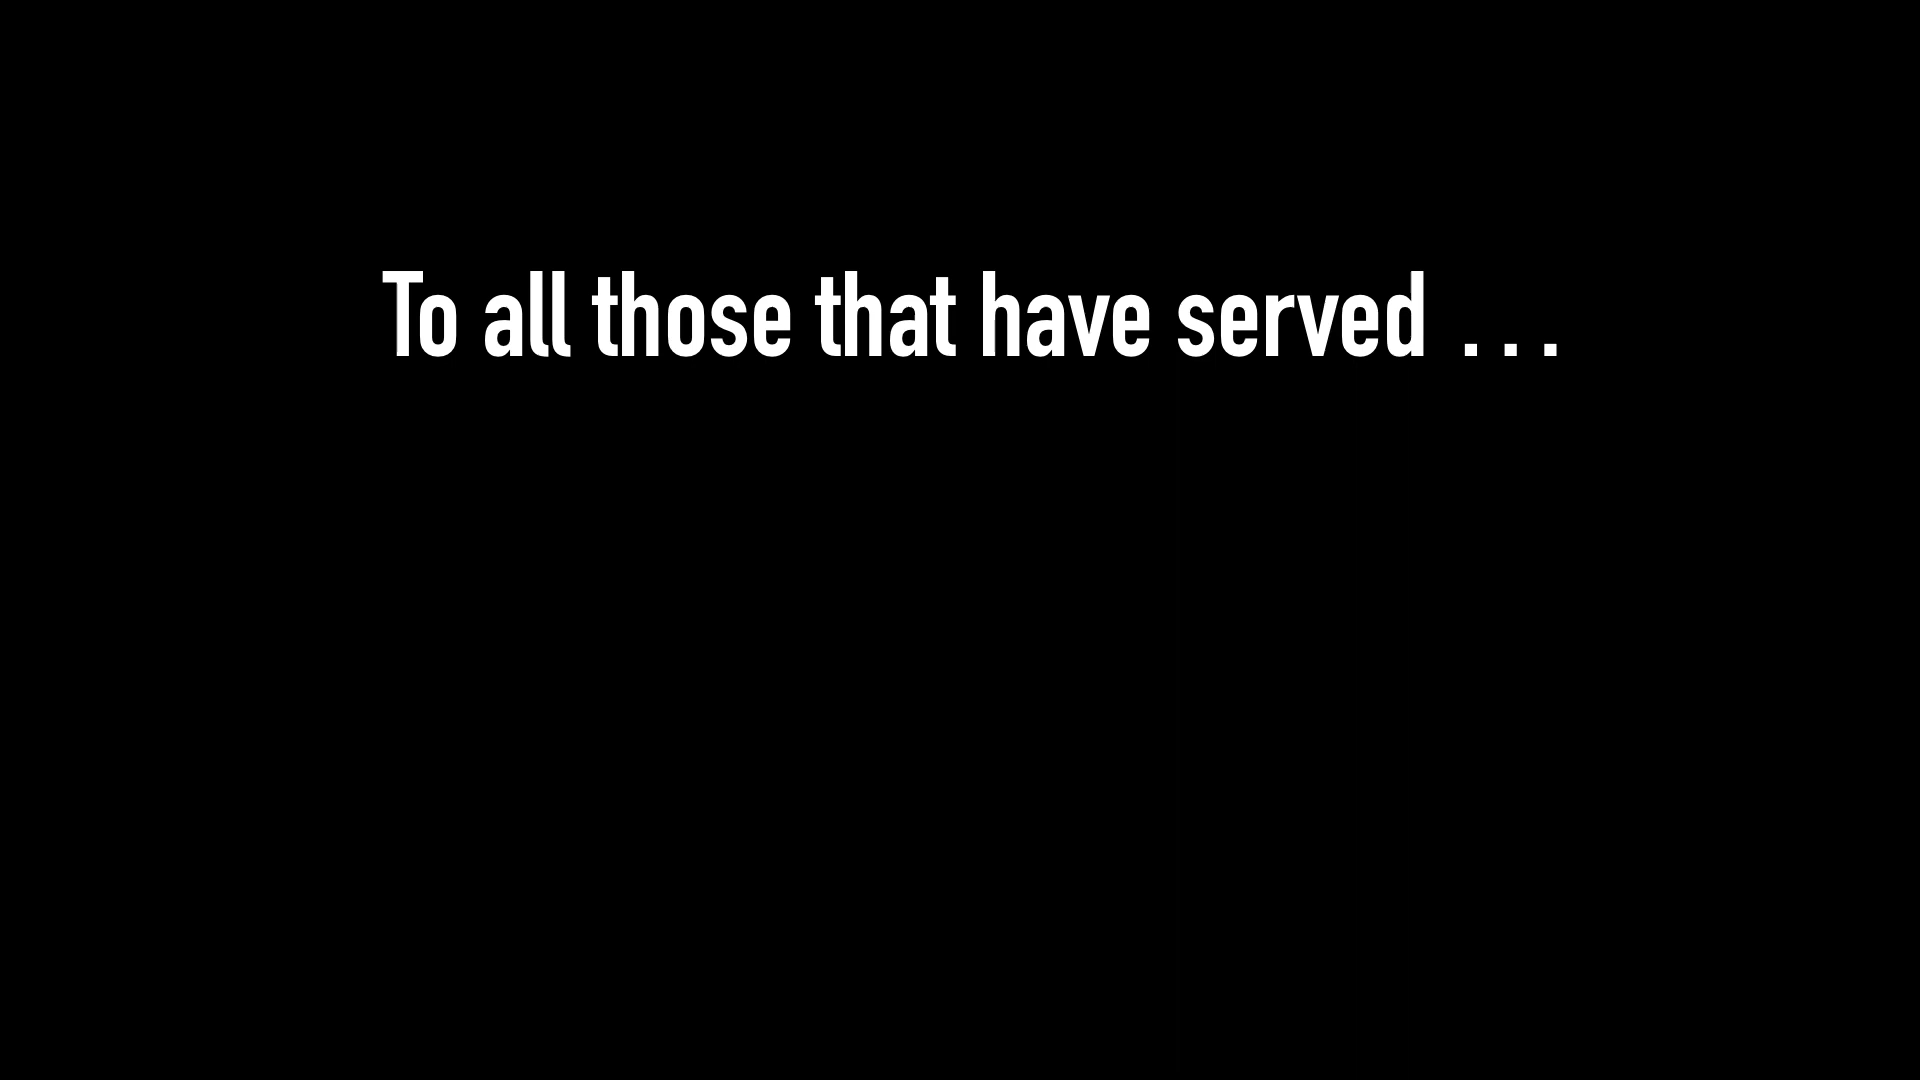 To all those that have served . . .